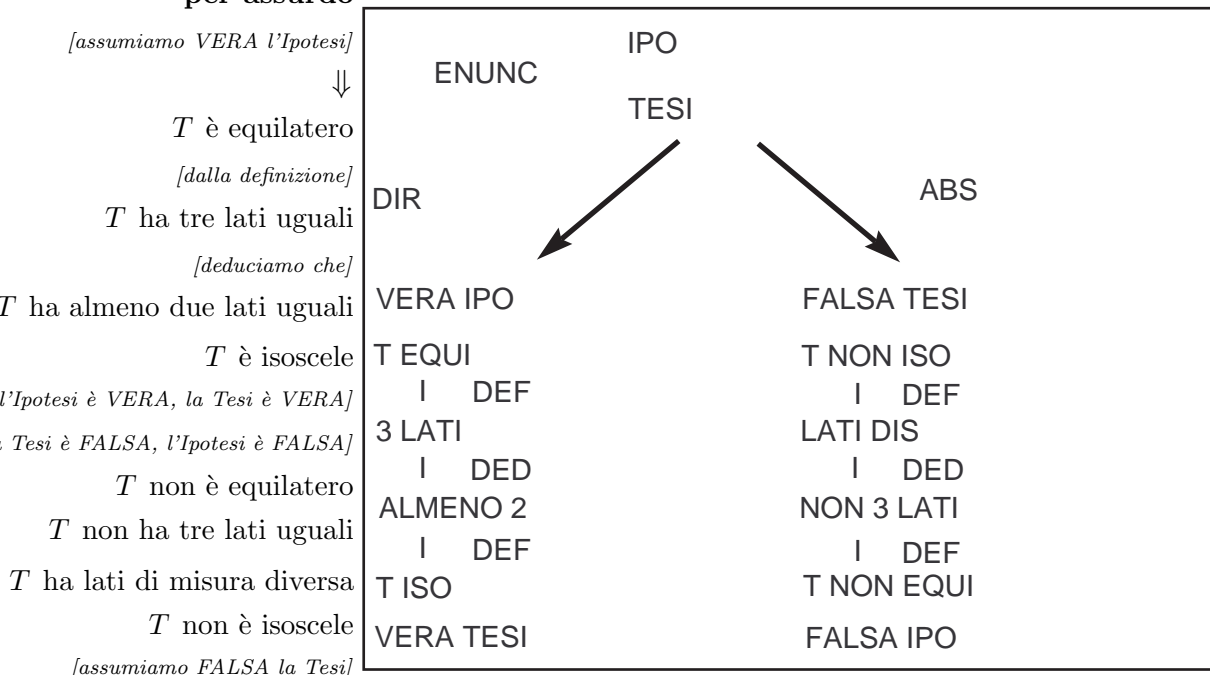 per assurdo
[assumiamo VERA l'Ipotesi]
⇓
T è equilatero
[dalla definizione]
T ha tre lati uguali
[deduciamo che]
T ha almeno due lati uguali
T è isoscele
l'Ipotesi è VERA, la Tesi è VERA]
Tesi è FALSA, l'Ipotesi è FALSA]
T non è equilatero
T non ha tre lati uguali
T ha lati di misura diversa
T non è isoscele
[assumiamo FALSA la Tesi]
IPO
ENUNC
TESI
DIR
ABS
VERA IPO
T EQUI
I DEF
3 LATI
I DED
ALMENO 2
I DEF
T ISO
VERA TESI
FALSA TESI
T NON ISO
I DEF
LATI DIS
I DED
NON 3 LATI
I DEF
T NON EQUI
FALSA IPO